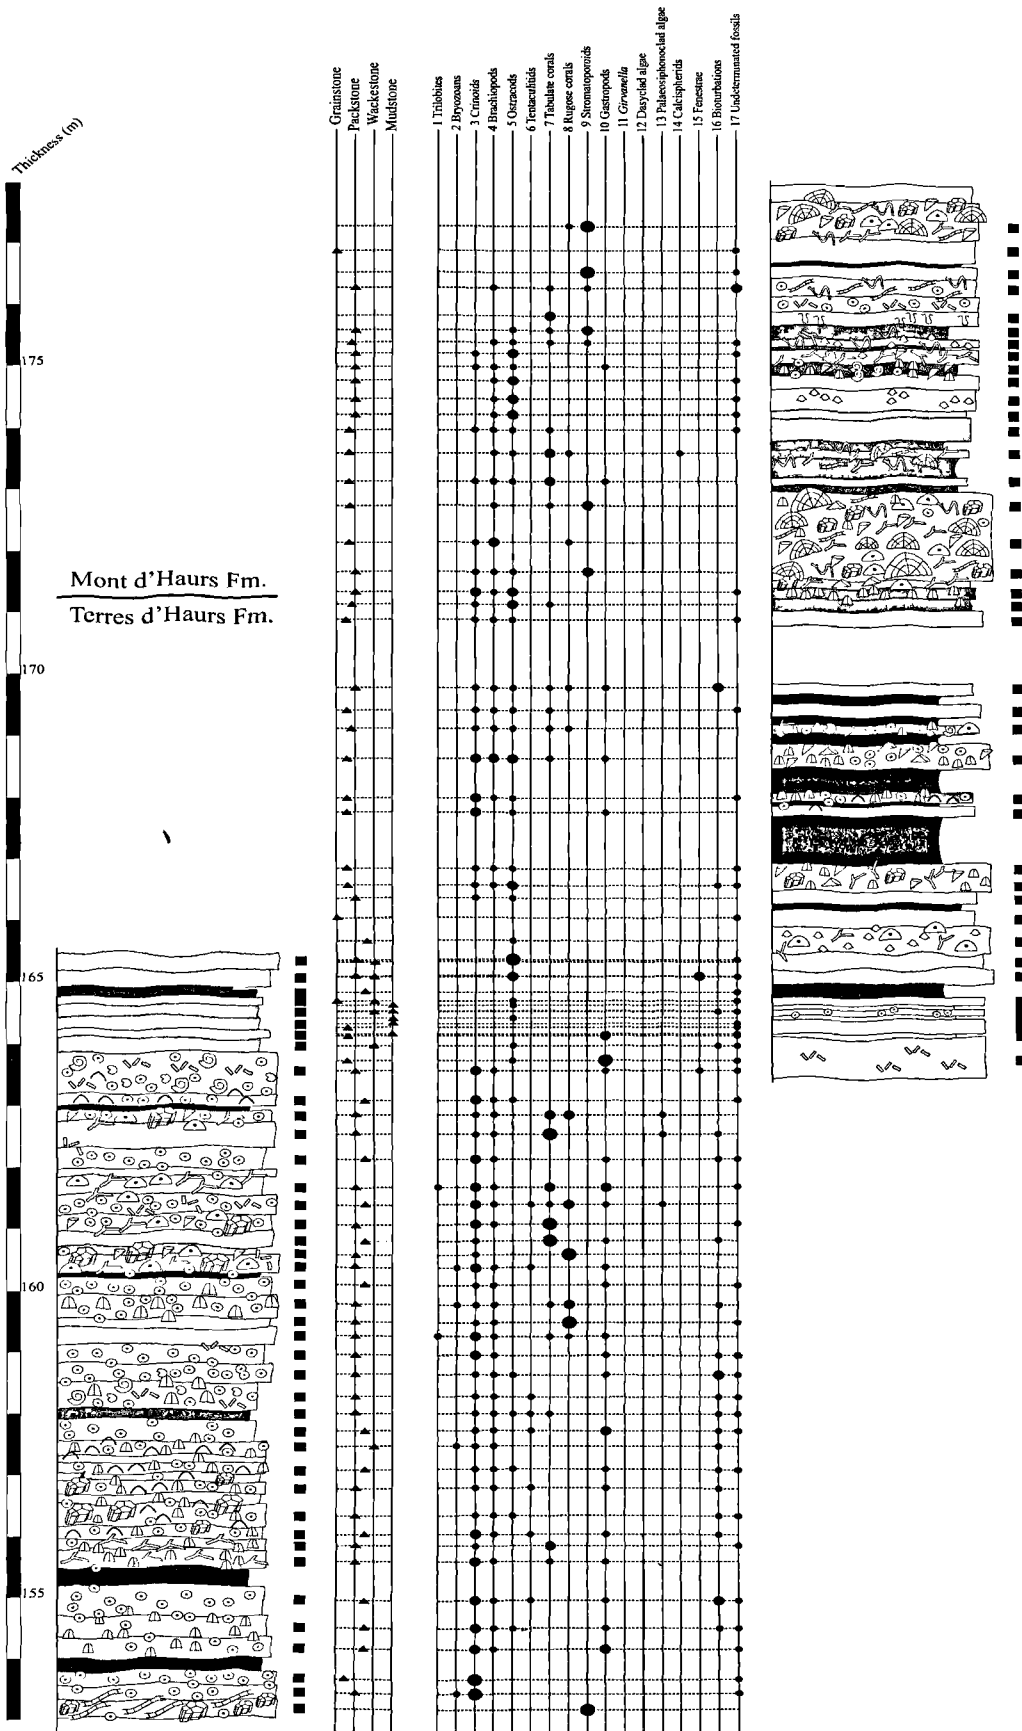 Thickness (m)
Grainstone
Packstone
Wackestone
Mudstone
1 Trilobites
2 Bryozoans
3 Crinoids
4 Brachiopods
5 Ostracods
6 Tentaculitids
7 Tabulate corals
8 Rugose corals
9 Stromatoporoids
10 Gastropods
11 Girvanella
12 Dasyclad algae
13 Palaeosiphonoclad algae
14 Calcispherids
15 Fenestrae
16 Bioturbations
17 Undeterminated fossils
175
Mont d'Haurs Fm.
Terres d'Haurs Fm.
170
165
160
155